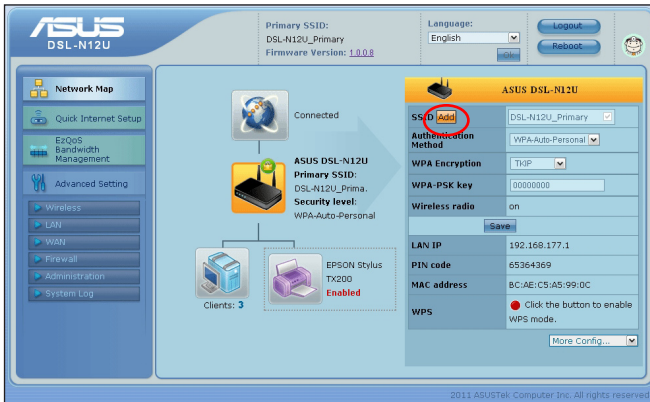 ASUS
DSL-N12U
Primary SSID:
DSL-N12U_Primary
Firmware Version: 1.0.0.8
Language:
English
Ok
Logout
Reboot
Network Map
Quick Internet Setup
EzQoS
Bandwidth
Management
Advanced Setting
Wireless
LAN
WAN
Firewall
Administration
System Log
Connected
ASUS DSL-N12U
Primary SSID:
DSL-N12U_Prima.
Security level:
WPA-Auto-Personal
Clients: 3
EPSON Stylus
TX200
Enabled
ASUS DSL-N12U
SSID Add DSL-N12U_Primary
Authentication
Method
WPA-Auto-Personal
WPA Encryption TKIP
WPA-PSK key 00000000
Wireless radio on
Save
LAN IP 192.168.177.1
PIN code 65364369
MAC address BC:AE:C5:A5:99:0C
WPS
Click the button to enable
WPS mode.
More Config...
2011 ASUSTek Computer Inc. All rights reserved